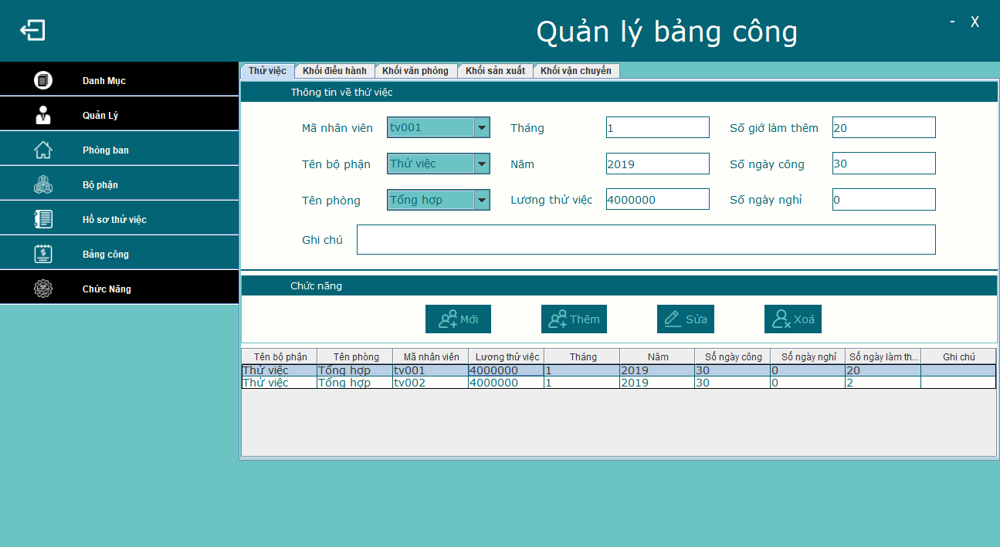 Quản lý bảng công
- X
Danh Mục
Quản Lý
Phòng ban
Bộ phận
Hồ sơ thử việc
Bảng công
Chức Năng
Thử việc Khối điều hành Khối văn phòng Khối sản xuất Khối vận chuyển
Thông tin về thử việc
Mã nhân viên tv001 Tháng 1 Số giớ làm thêm 20
Tên bộ phận Thử việc Năm 2019 Số ngày công 30
Tên phòng Tổng hợp Lương thử việc 4000000 Số ngày nghỉ 0
Ghi chú
Chức năng
Mới Thêm Sửa Xoá
Tên bộ phận Tên phòng Mã nhân viên Lương thử việc Tháng Năm Số ngày công Số ngày nghỉ Số ngày làm th... Ghi chú
Thử việc Tổng hợp tv001 4000000 1 2019 30 0 20
Thử việc Tổng hợp tv002 4000000 1 2019 30 0 2